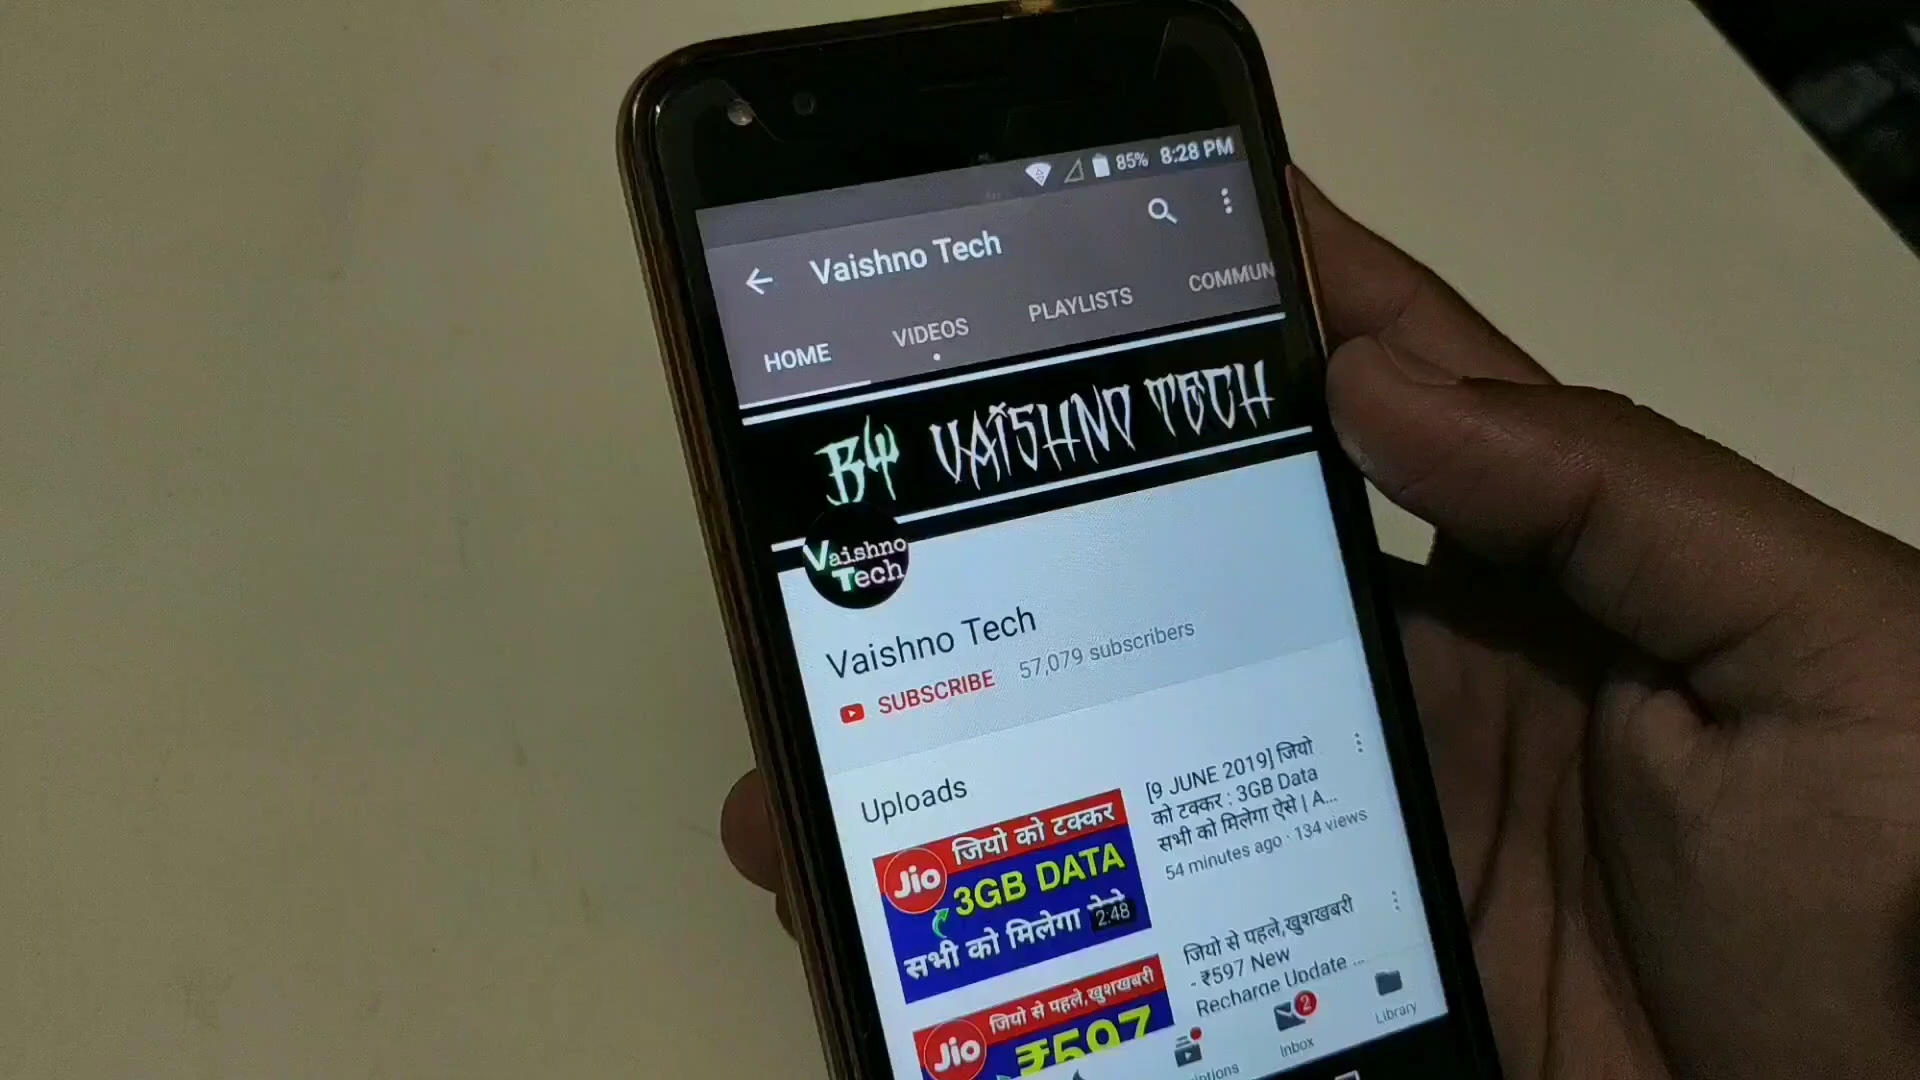 85% 8:28 PM
Vaishno Tech
HOME VIDEOS PLAYLISTS COMMUN
BY VAISHNO TECH
Vaishno
Tech
Vaishno Tech
SUBSCRIBE 57,079 subscribers
Uploads
Jio जियो को टक्कर
3GB DATA
सभी को मिलेगा ऐसे
2:48
[9 JUNE 2019] जियो
को टक्कर : 3GB Data
सभी को मिलेगा ऐसे | A...
54 minutes ago · 134 views
Jio जियो से पहले,खुशखबरी
₹597
जियो से पहले,खुशखबरी
- ₹597 New
Recharge Update ...
2
Inbox
Library